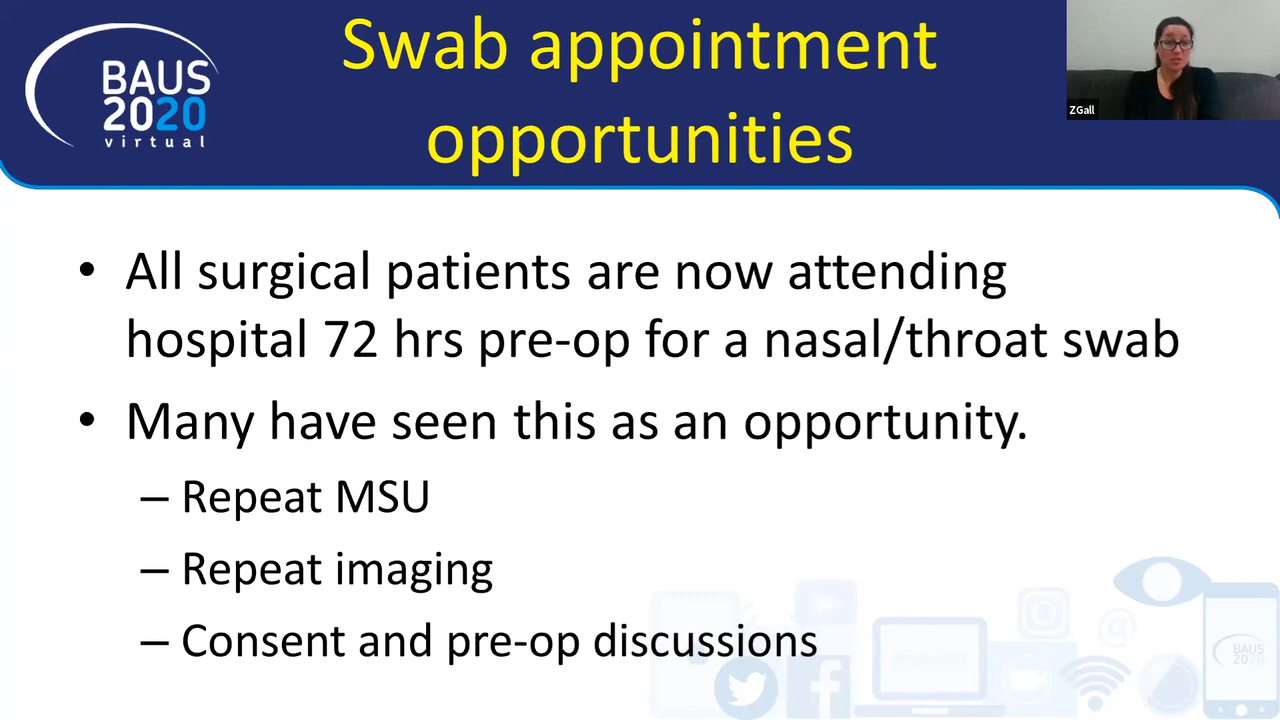 BAUS
2020
virtual
Swab appointment
opportunities
ZGall
• All surgical patients are now attending
hospital 72 hrs pre-op for a nasal/throat swab
• Many have seen this as an opportunity.
– Repeat MSU
– Repeat imaging
– Consent and pre-op discussions
@
BAUS
2020